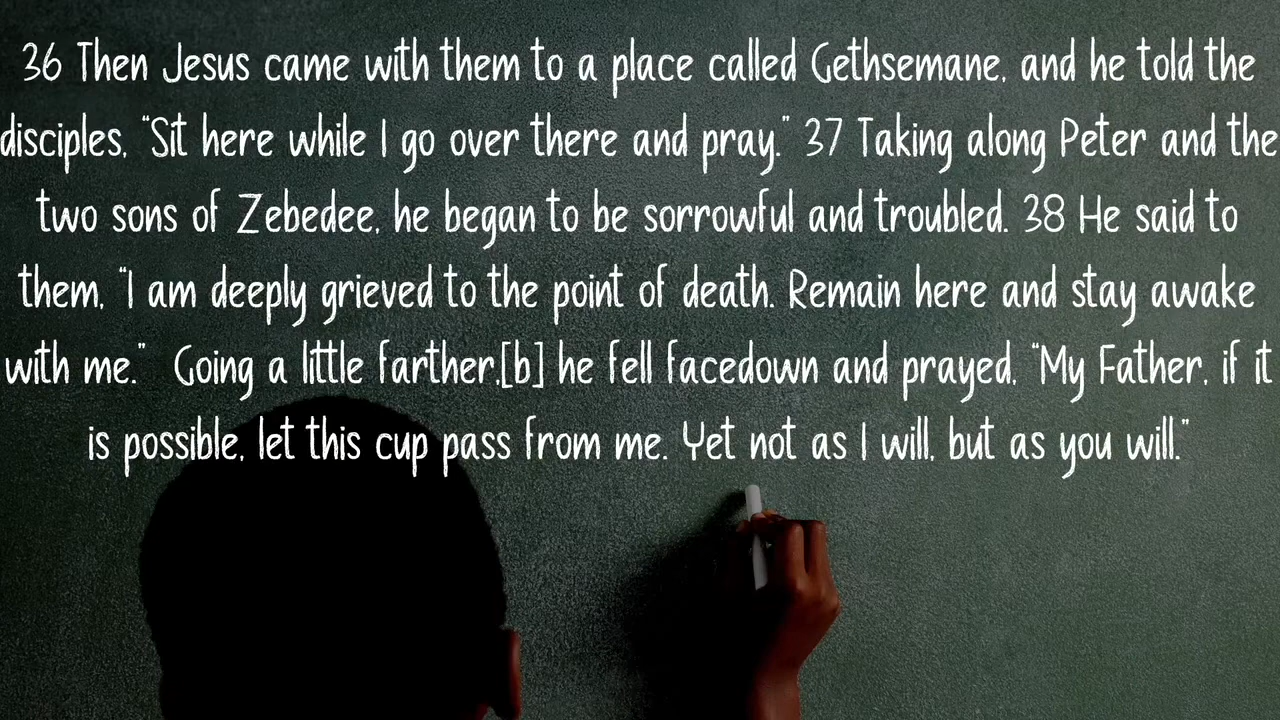 36 Then Jesus came with them to a place called Gethsemane, and he told the
disciples, “Sit here while I go over there and pray.” 37 Taking along Peter and the
two sons of Zebedee, he began to be sorrowful and troubled. 38 He said to
them, “I am deeply grieved to the point of death. Remain here and stay awake
with me.”  Going a little farther,[b] he fell facedown and prayed, “My Father, if it
is possible, let this cup pass from me. Yet not as I will, but as you will.”